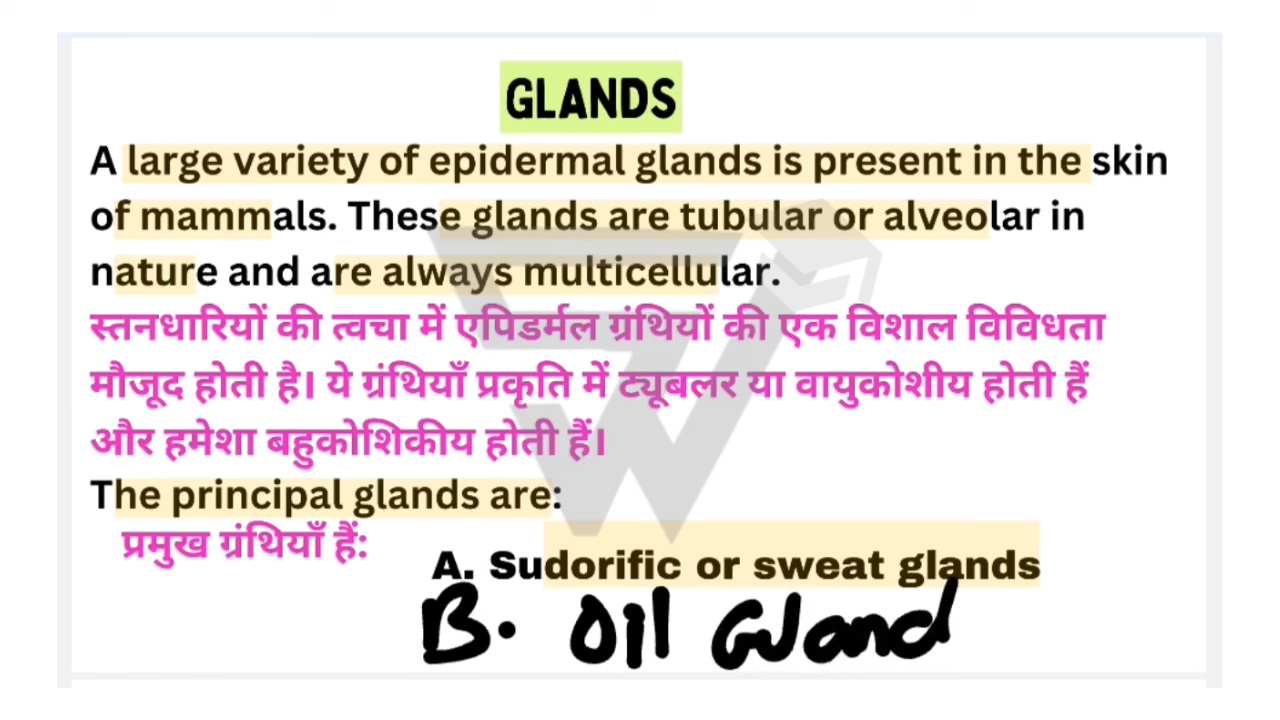 GLANDS
A large variety of epidermal glands is present in the skin
of mammals. These glands are tubular or alveolar in
nature and are always multicellular.
स्तनधारियों की त्वचा में एपिडर्मल ग्रंथियों की एक विशाल विविधता
मौजूद होती है। ये ग्रंथियाँ प्रकृति में ट्यूबलर या वायुकोशीय होती हैं
और हमेशा बहुकोशिकीय होती हैं।
The principal glands are:
प्रमुख ग्रंथियाँ हैं:
A. Sudorific or sweat glands
B. Oil Gland